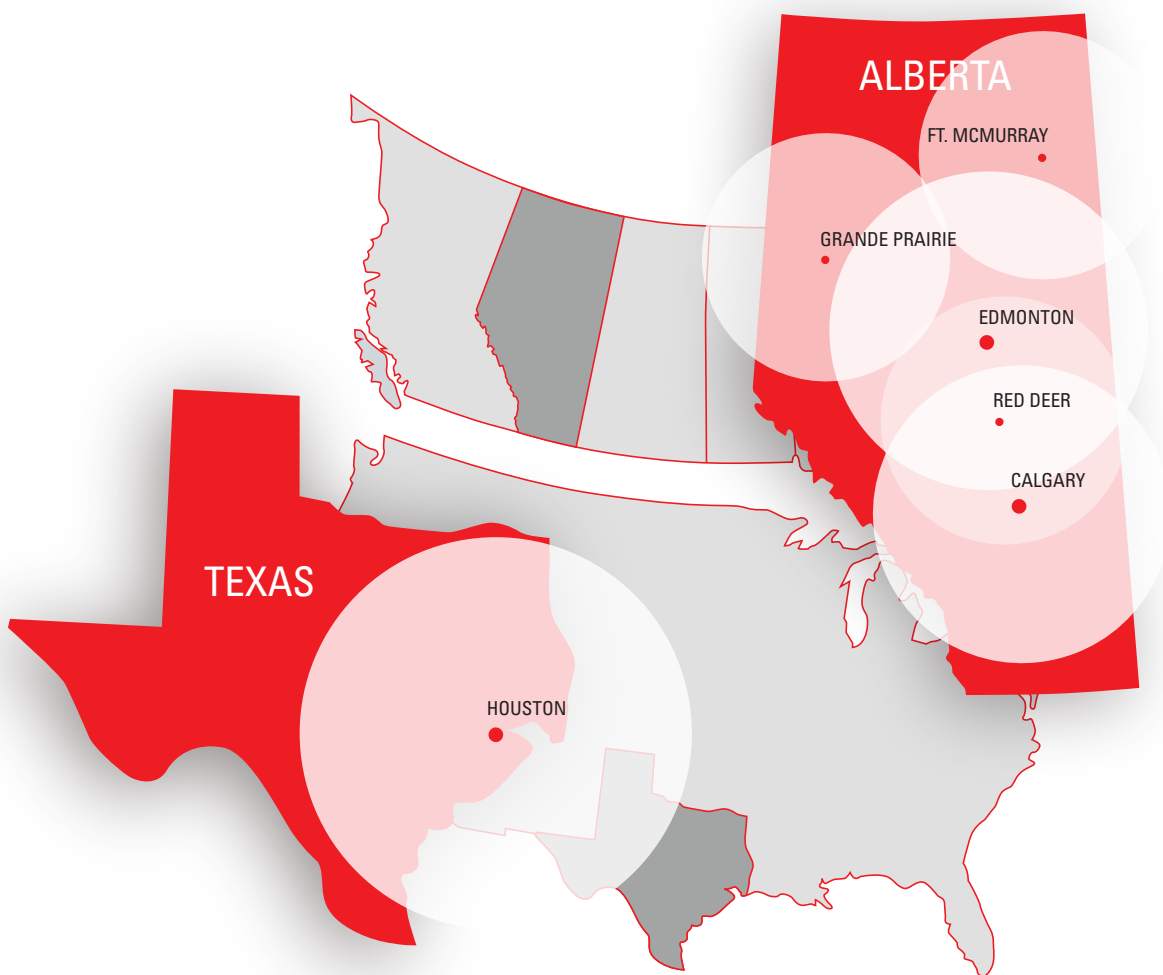 ALBERTA
FT. MCMURRAY
GRANDE PRAIRIE
EDMONTON
RED DEER
CALGARY
TEXAS
HOUSTON